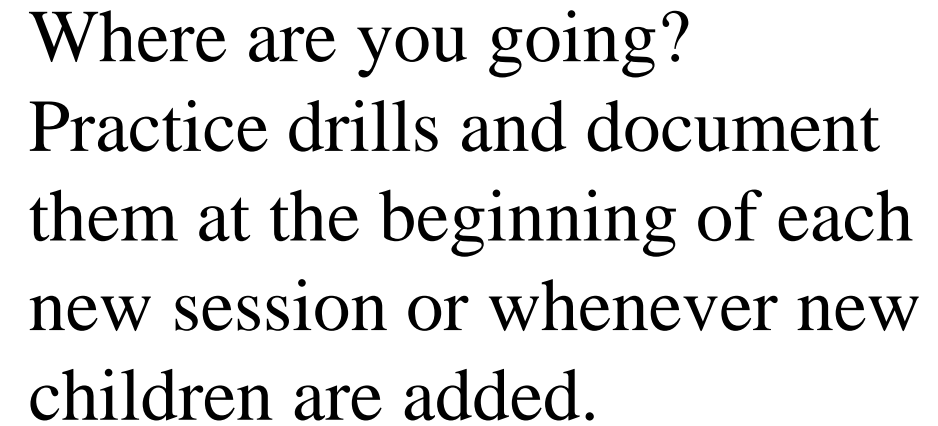 Where are you going?
Practice drills and document
them at the beginning of each
new session or whenever new
children are added.